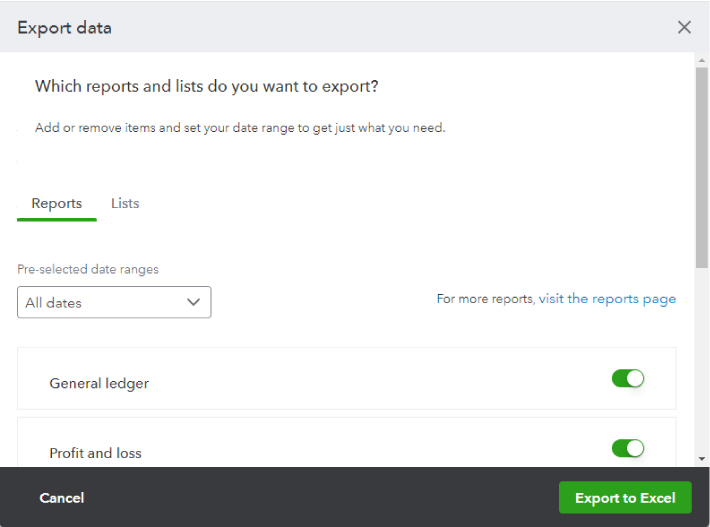 Export data
Which reports and lists do you want to export?
Add or remove items and set your date range to get just what you need.
Reports Lists
Pre-selected date ranges
All dates
For more reports, visit the reports page
General ledger
Profit and loss
Cancel
Export to Excel